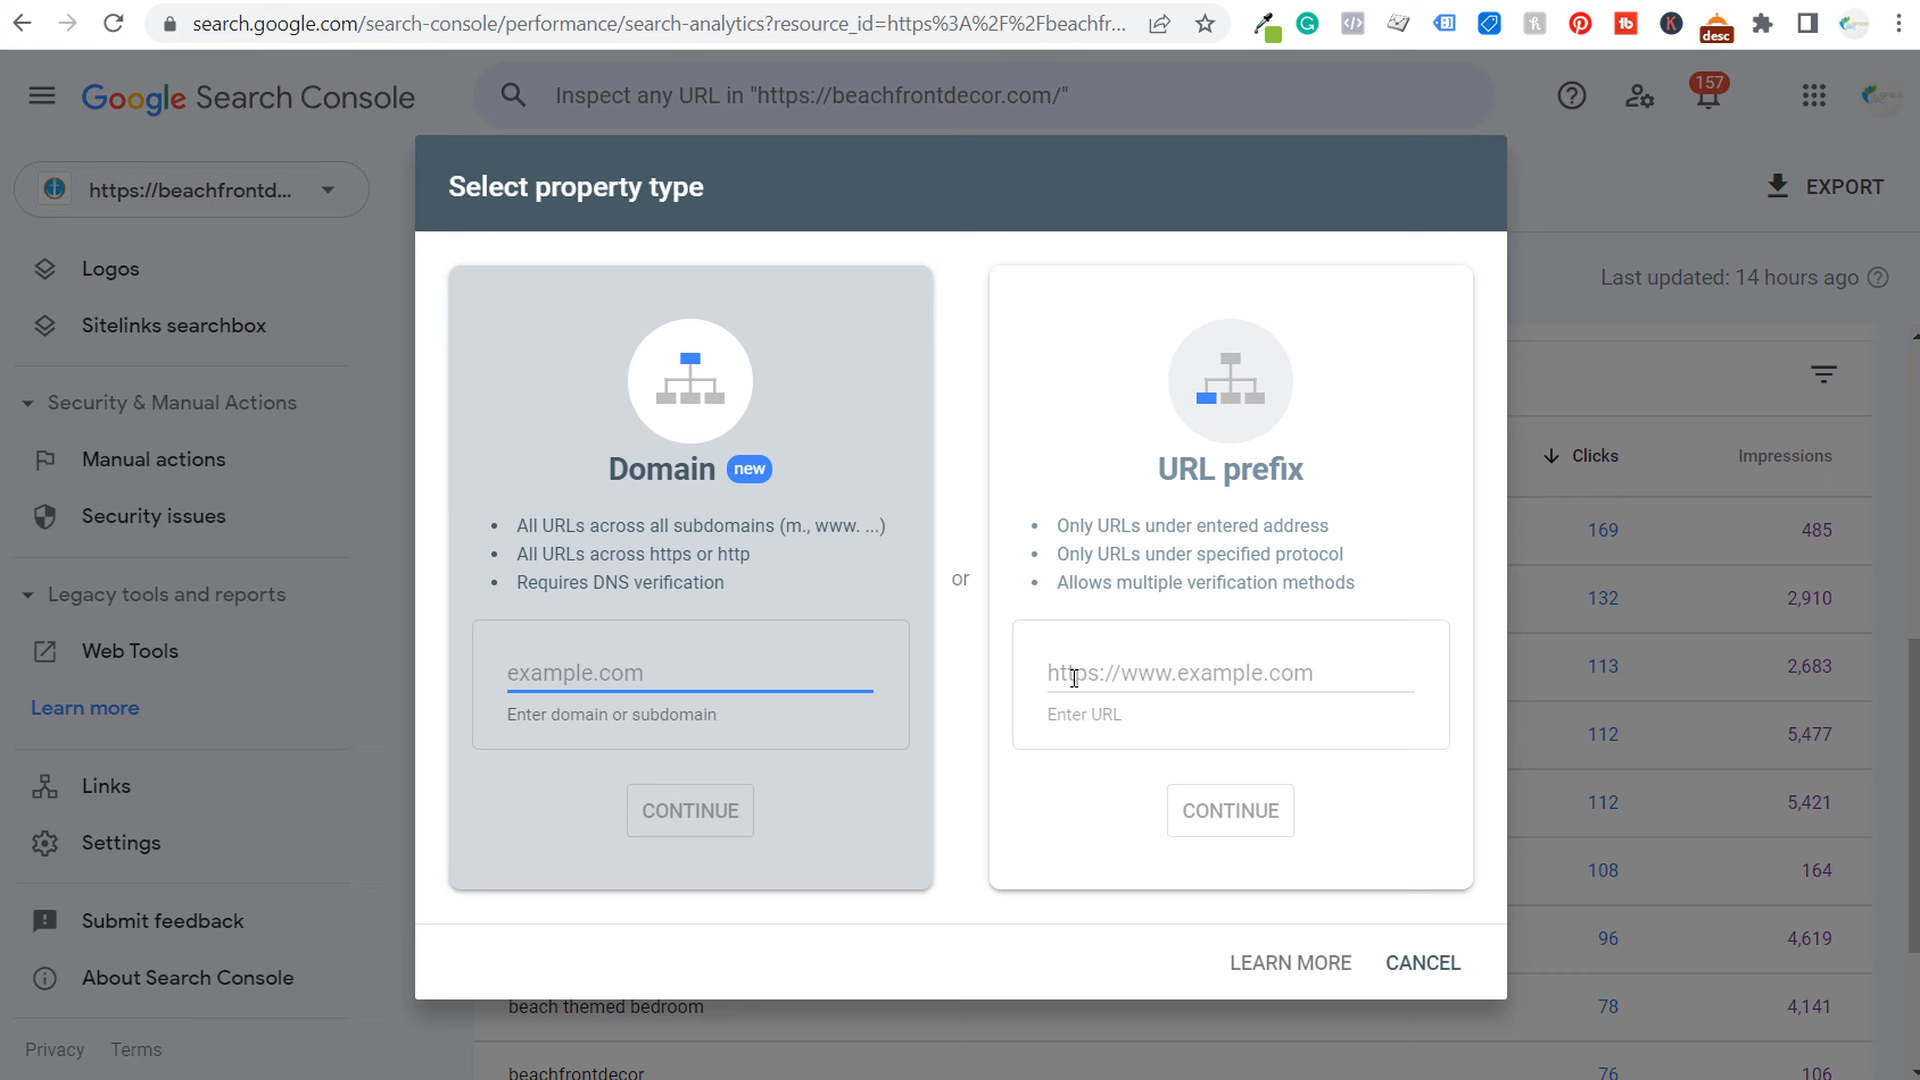 search.google.com/search-console/performance/search-analytics?resource_id=https%3A%2F%2Fbeachfr...
desc
Google Search Console
Inspect any URL in "https://beachfrontdecor.com/"
157
https://beachfrontd...
Logos
Sitelinks searchbox
Security & Manual Actions
Manual actions
Security issues
Legacy tools and reports
Web Tools
Learn more
Links
Settings
Submit feedback
About Search Console
Privacy Terms
Select property type
Domain new
All URLs across all subdomains (m., www. ...)
All URLs across https or http
Requires DNS verification
example.com
Enter domain or subdomain
CONTINUE
or
URL prefix
Only URLs under entered address
Only URLs under specified protocol
Allows multiple verification methods
https://www.example.com
Enter URL
CONTINUE
LEARN MORE CANCEL
EXPORT
Last updated: 14 hours ago
Clicks Impressions
169 485
132 2,910
113 2,683
112 5,477
112 5,421
108 164
96 4,619
beach themed bedroom 78 4,141
beachfrontdecor 76 106